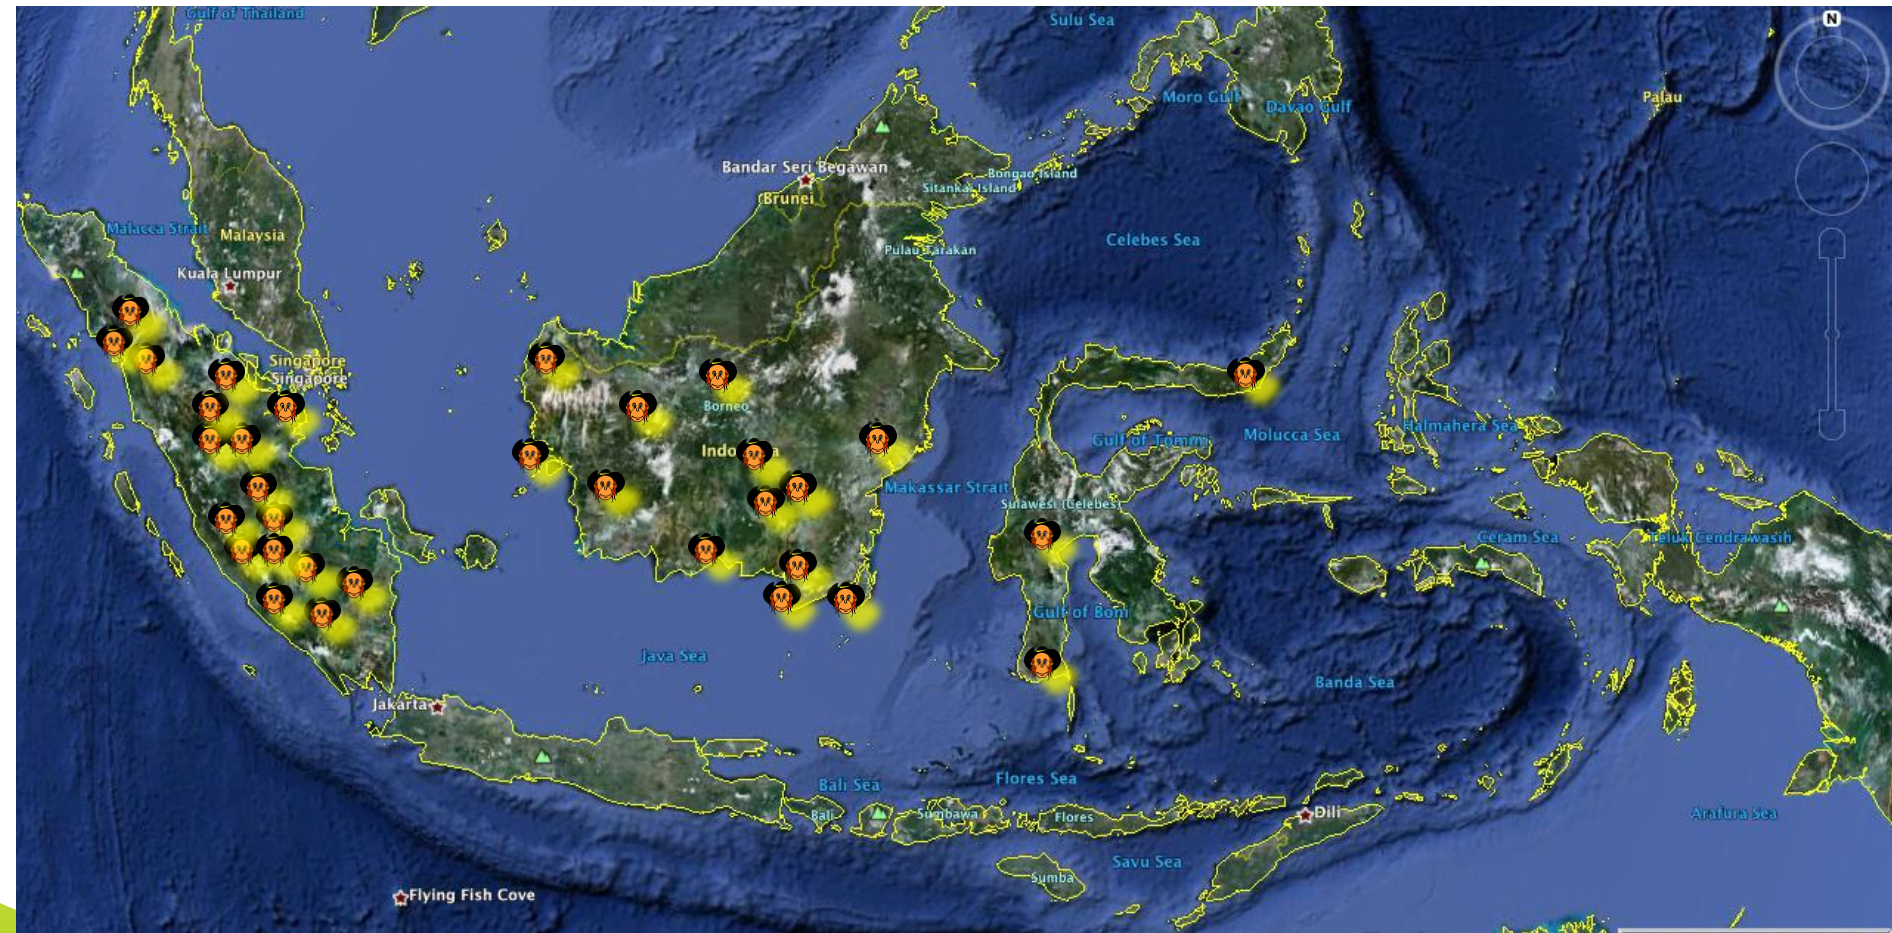 Gulf of Thailand
Sulu Sea
N
Moro Gulf
Davao Gulf
Palau
Bandar Seri Begawan
Bongao Island
Sitankai Island
Brunei
Malacca Strait
Malaysia
Celebes Sea
Pulau Tarakan
Kuala Lumpur
Singapore
Singapore
Borneo
Halmahera Sea
Molucca Sea
Gulf of Tomini
Makassar Strait
Sulawesi (Celebes)
Ceram Sea
Teluk Cendrawasih
Gulf of Boni
Java Sea
Banda Sea
Jakarta
Flores Sea
Bali Sea
Bali
Sumbawa
Flores
Dili
Arafura Sea
Savu Sea
Sumba
Flying Fish Cove